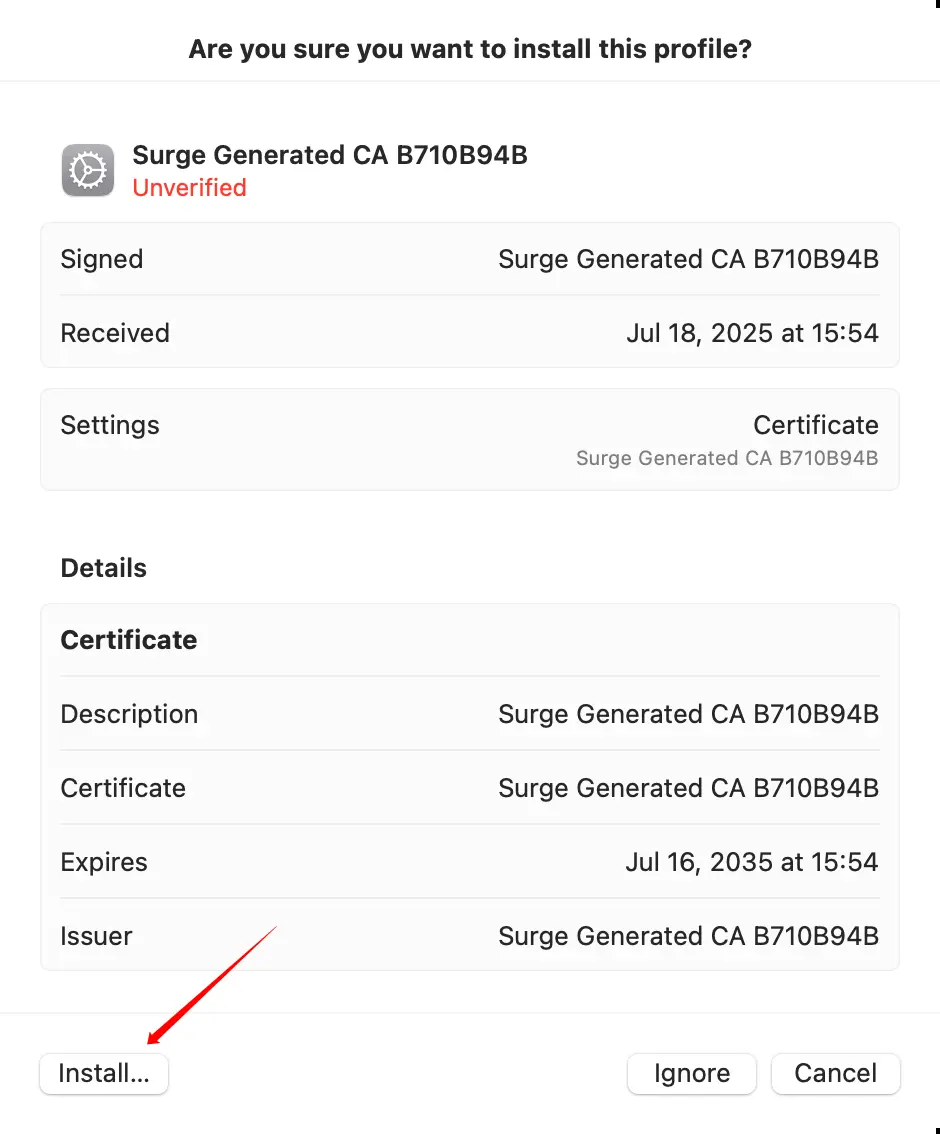 Are you sure you want to install this profile?
Surge Generated CA B710B94B
Unverified
Signed Surge Generated CA B710B94B
Received Jul 18, 2025 at 15:54
Settings Certificate
Surge Generated CA B710B94B
Details
Certificate
Description Surge Generated CA B710B94B
Certificate Surge Generated CA B710B94B
Expires Jul 16, 2035 at 15:54
Issuer Surge Generated CA B710B94B
Install... Ignore Cancel